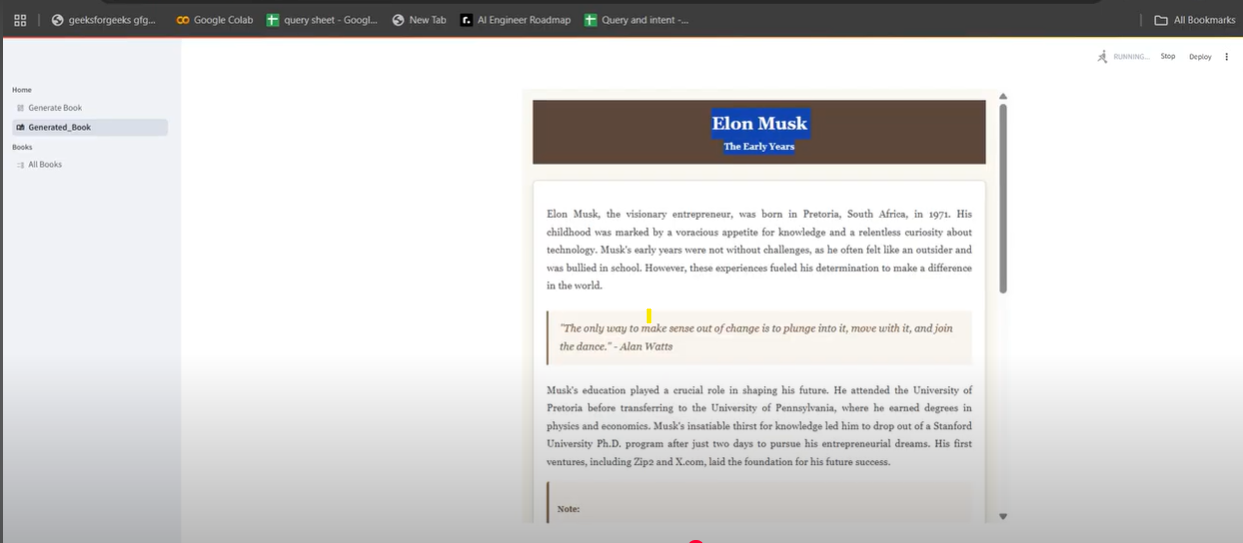 geeksforgeeks gfg...
Google Colab
query sheet - Googl...
New Tab
r.
AI Engineer Roadmap
Query and intent -...
All Bookmarks
RUNNING...
Stop
Deploy
Home
Generate Book
Generated_Book
Books
All Books
Elon Musk
The Early Years
Elon Musk, the visionary entrepreneur, was born in Pretoria, South Africa, in 1971. His
childhood was marked by a voracious appetite for knowledge and a relentless curiosity about
technology. Musk's early years were not without challenges, as he often felt like an outsider and
was bullied in school. However, these experiences fueled his determination to make a difference
in the world.
"The only way to make sense out of change is to plunge into it, move with it, and join
the dance." - Alan Watts
Musk's education played a crucial role in shaping his future. He attended the University of
Pretoria before transferring to the University of Pennsylvania, where he earned degrees in
physics and economics. Musk's insatiable thirst for knowledge led him to drop out of a Stanford
University Ph.D. program after just two days to pursue his entrepreneurial dreams. His first
ventures, including Zip2 and X.com, laid the foundation for his future success.
Note: